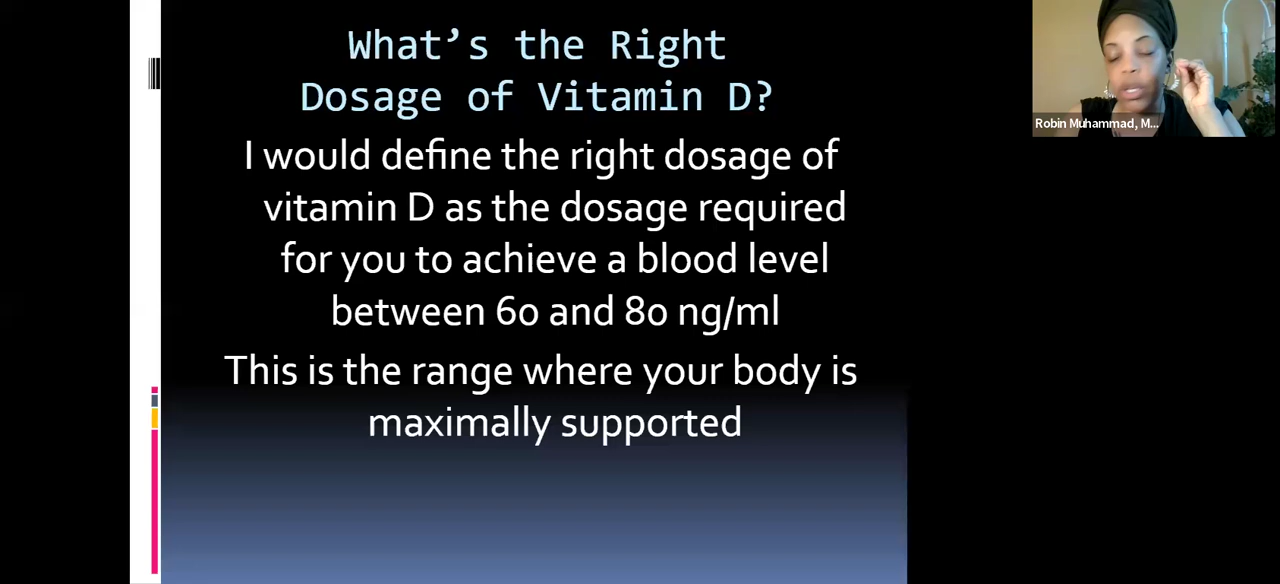 What's the Right
Dosage of Vitamin D?
I would define the right dosage of
vitamin D as the dosage required
for you to achieve a blood level
between 60 and 80 ng/ml
This is the range where your body is
maximally supported
Robin Muhammad, M...